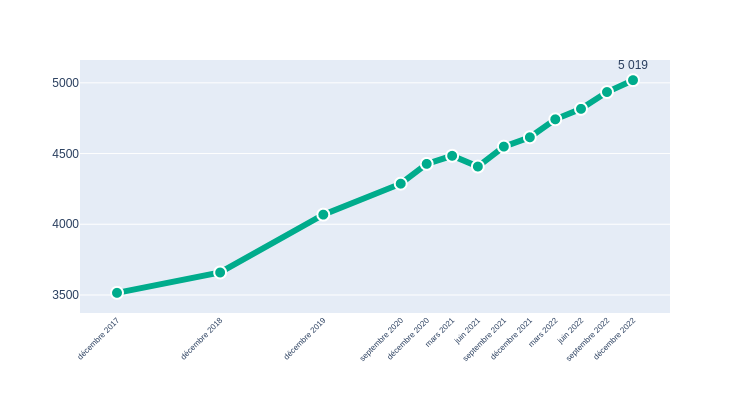 5 019
5000
4500
4000
3500
décembre 2017
décembre 2018
décembre 2019
septembre 2020
décembre 2020
mars 2021
juin 2021
septembre 2021
décembre 2021
mars 2022
juin 2022
septembre 2022
décembre 2022